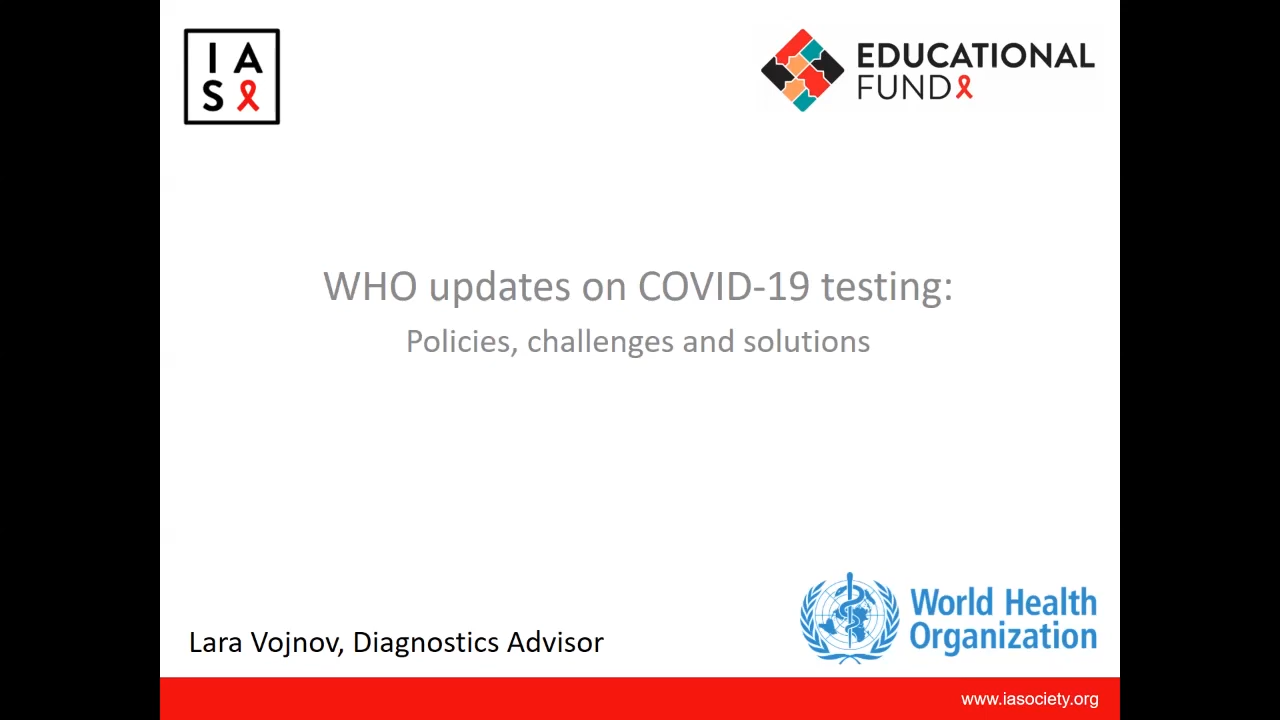 IA
S
EDUCATIONAL
FUND
WHO updates on COVID-19 testing:
Policies, challenges and solutions
Lara Vojnov, Diagnostics Advisor
World Health
Organization
www.iasociety.org